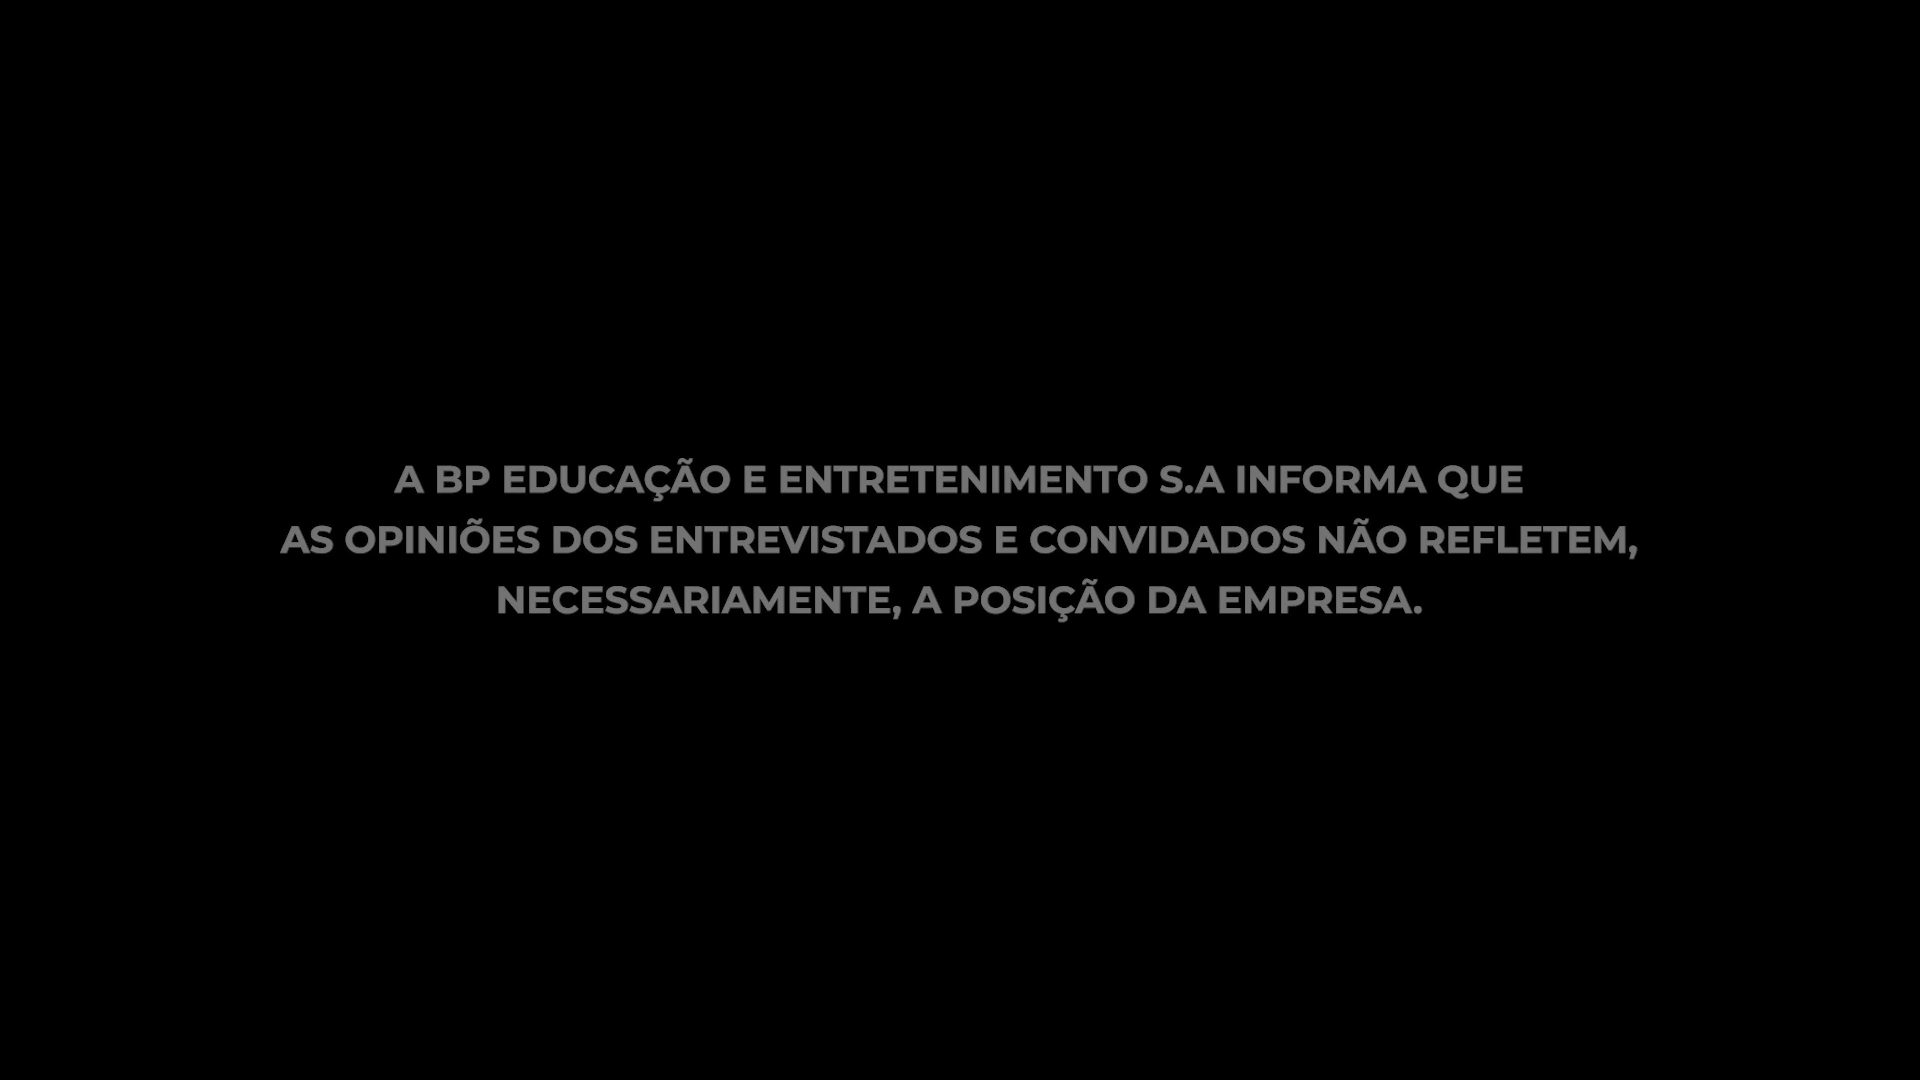 A BP EDUCAÇÃO E ENTRETENIMENTO S.A INFORMA QUE
AS OPINIÕES DOS ENTREVISTADOS E CONVIDADOS NÃO REFLETEM,
NECESSARIAMENTE, A POSIÇÃO DA EMPRESA.